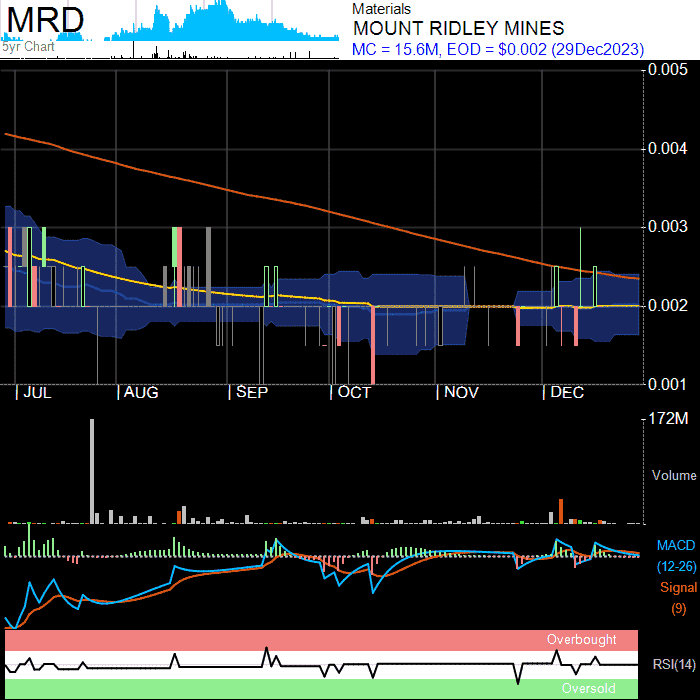 MRD
5yr Chart
Materials
MOUNT RIDLEY MINES
MC = 15.6M, EOD = $0.002 (29Dec2023)
0.005
0.004
0.003
0.002
0.001
JUL AUG SEP OCT NOV DEC
172M
Volume
MACD
(12-26)
Signal
(9)
Overbought
RSI(14)
Oversold